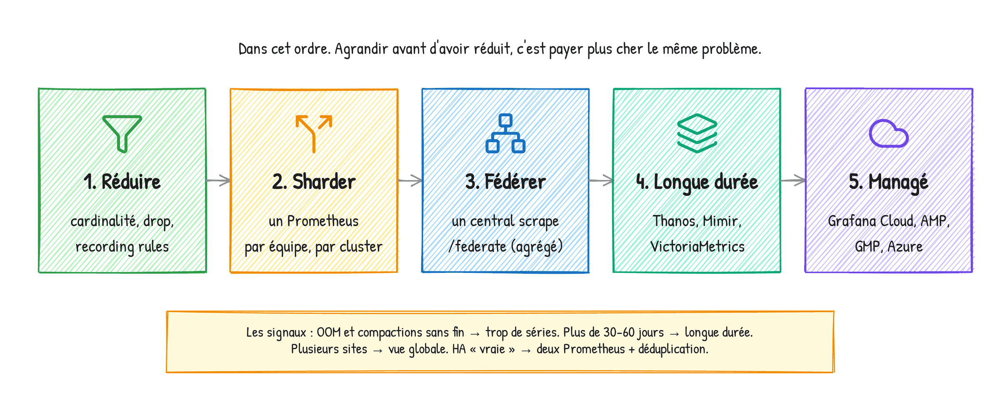 Dans cet ordre. Agrandir avant d'avoir réduit, c'est payer plus cher le même problème.
1. Réduire
cardinalité, drop,
recording rules
2. Sharder
un Prometheus
par équipe, par cluster
3. Fédérer
un central scrape
/federate (agrégé)
4. Longue durée
Thanos, Mimir,
VictoriaMetrics
5. Managé
Grafana Cloud, AMP,
GMP, Azure
Les signaux : OOM et compactions sans fin → trop de séries. Plus de 30-60 jours → longue durée.
Plusieurs sites → vue globale. HA « vraie » → deux Prometheus + déduplication.